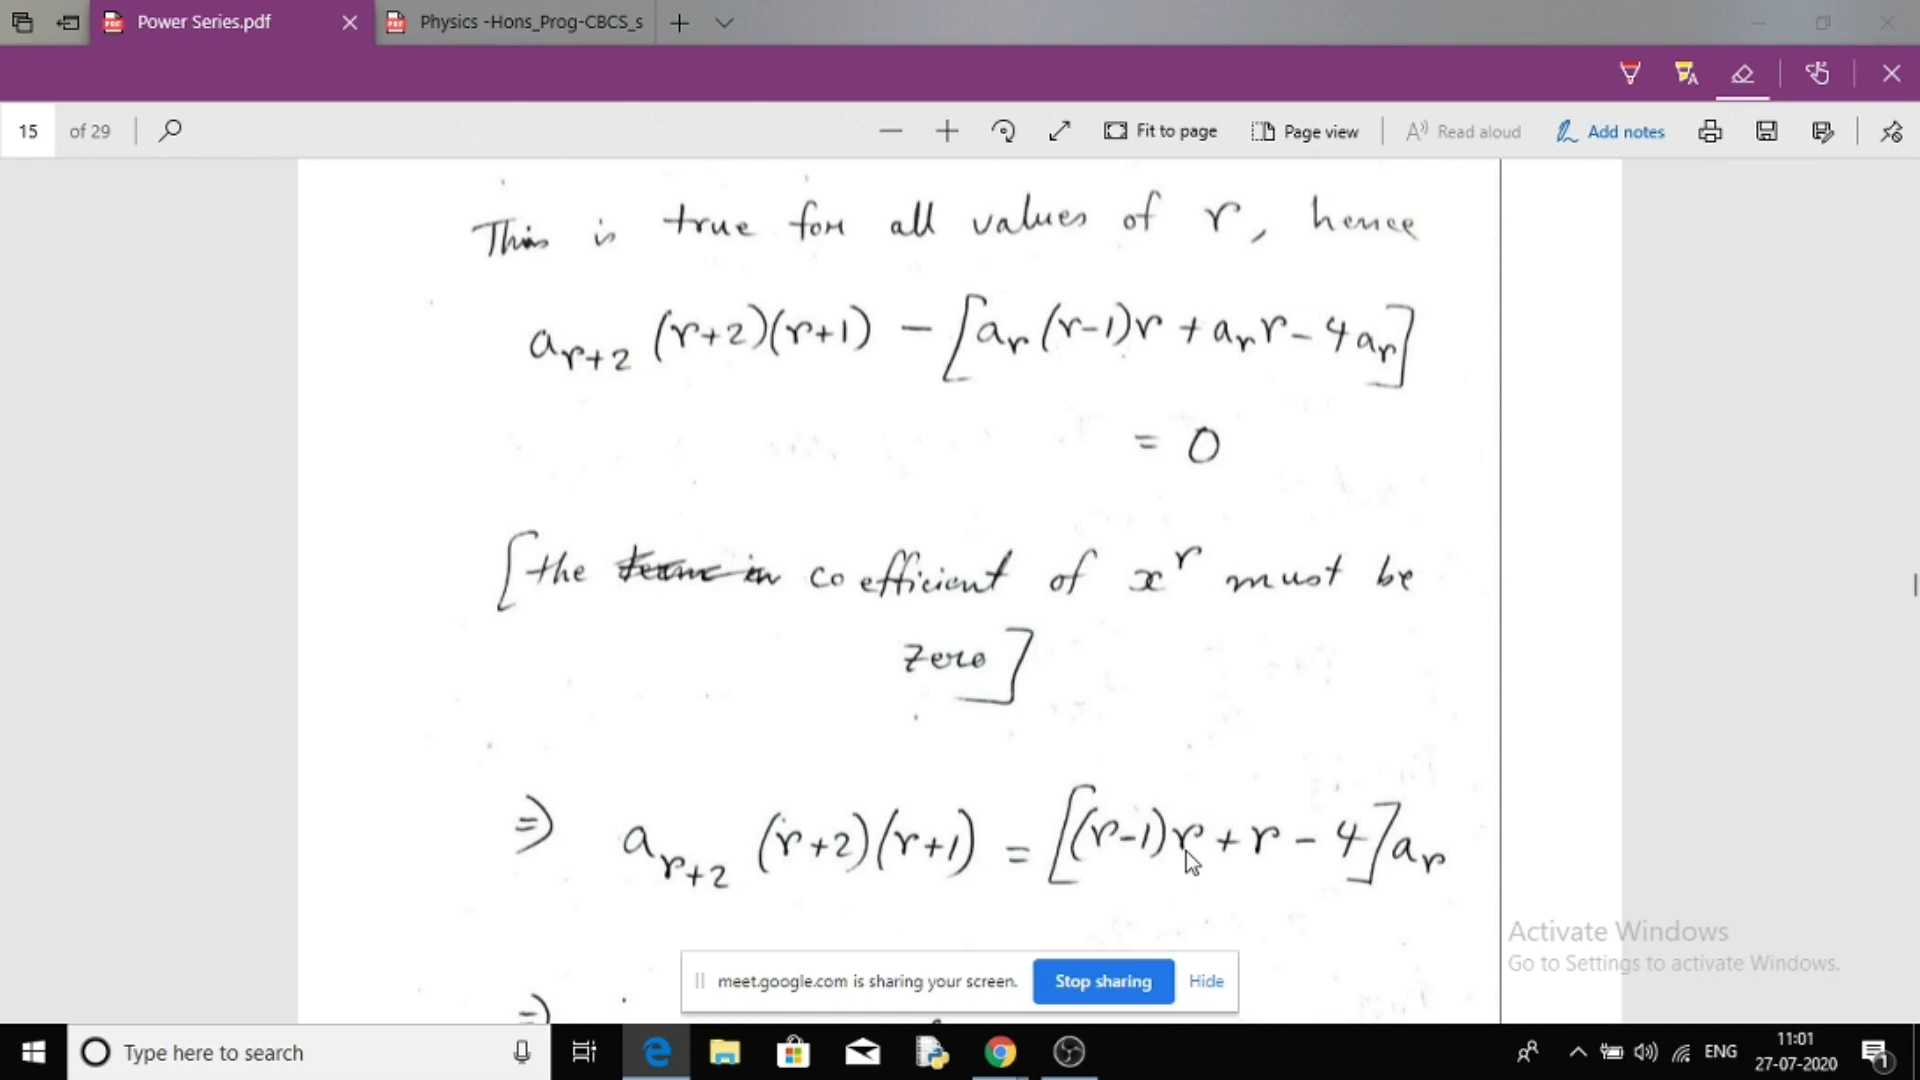 Power Series.pdf
Physics -Hons_Prog-CBCS_s
15 of 29
Fit to page
Page view
Read aloud
Add notes
This is true for all values of r, hence
a_{r+2} (r+2)(r+1) - [a_r (r-1)r + a_r r - 4 a_r]
= 0
[the term in coefficient of x^r must be
zero]
=> a_{r+2} (r+2)(r+1) = [(r-1)r + r - 4] a_r
=>
Activate Windows
Go to Settings to activate Windows.
meet.google.com is sharing your screen. Stop sharing Hide
Type here to search
ENG
11:01
27-07-2020
1